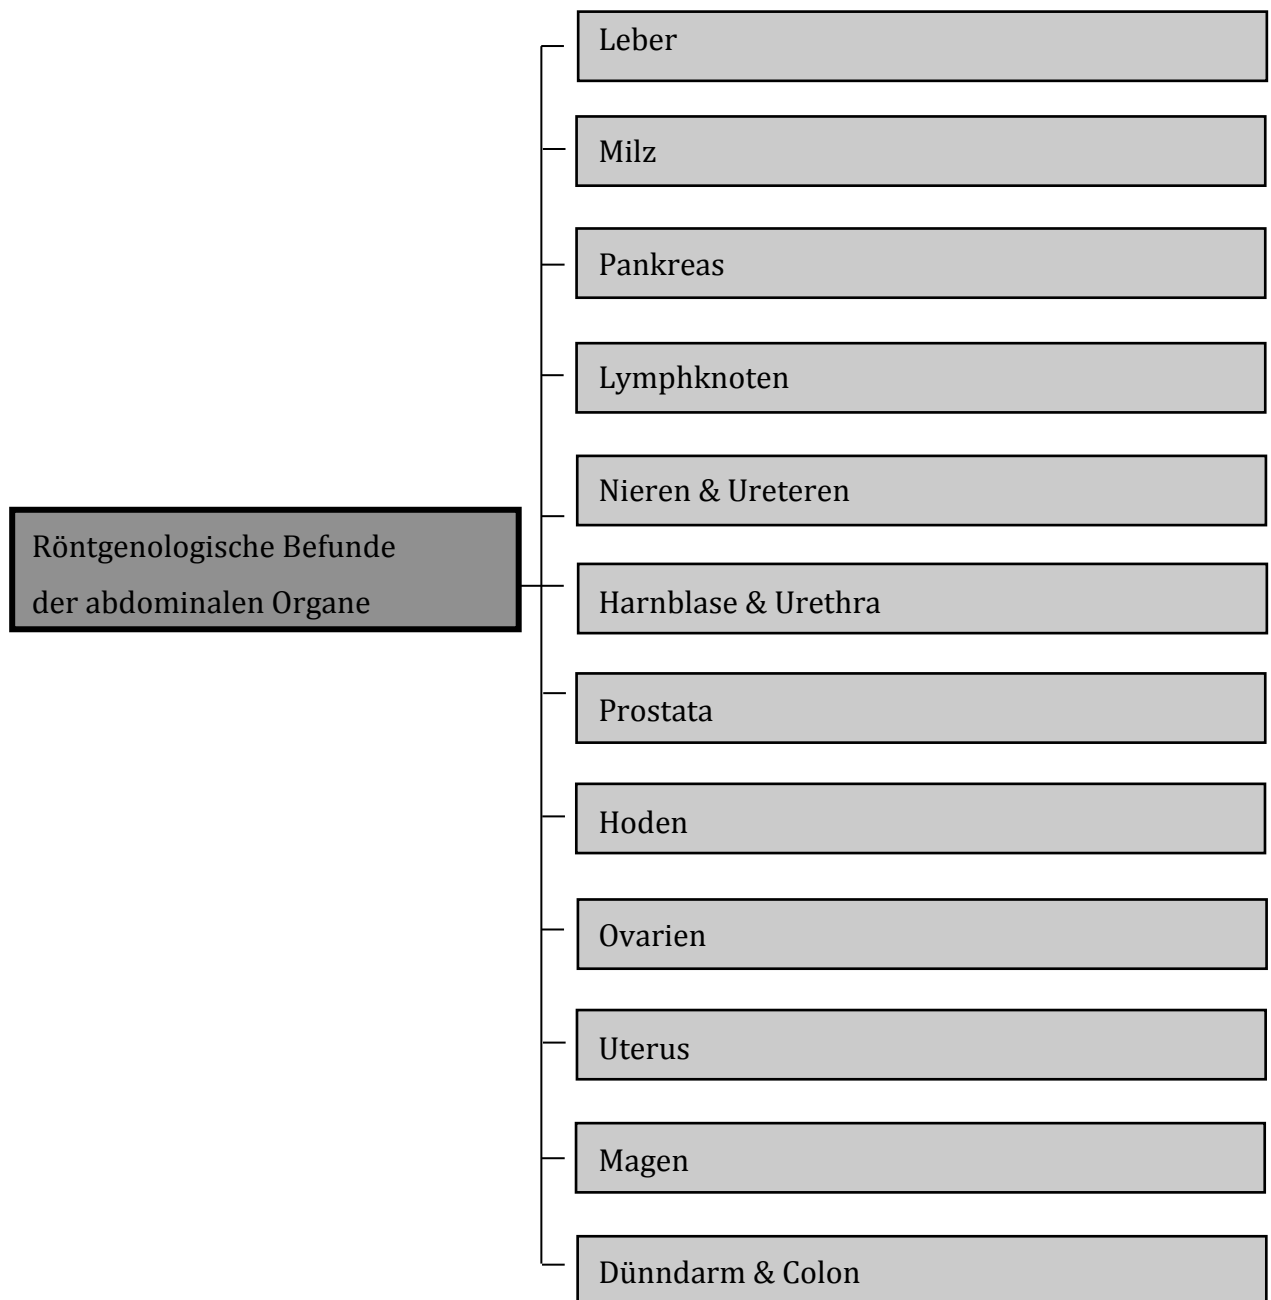 Leber
Milz
Pankreas
Lymphknoten
Nieren & Ureteren
Röntgenologische Befunde
der abdominalen Organe
Harnblase & Urethra
Prostata
Hoden
Ovarien
Uterus
Magen
Dünndarm & Colon